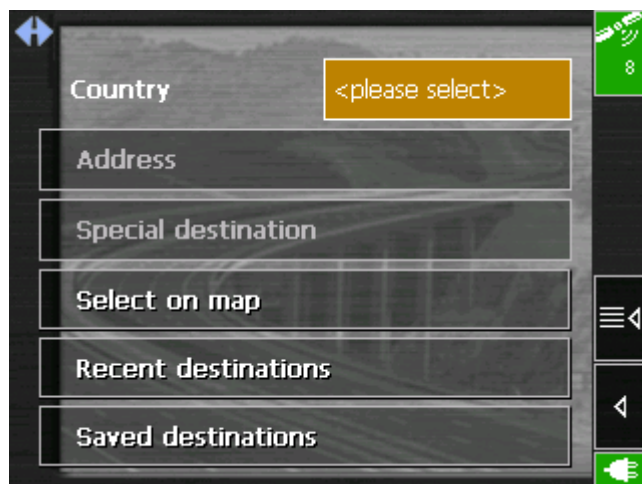 Country
<please select>
8
Address
Special destination
Select on map
Recent destinations
Saved destinations